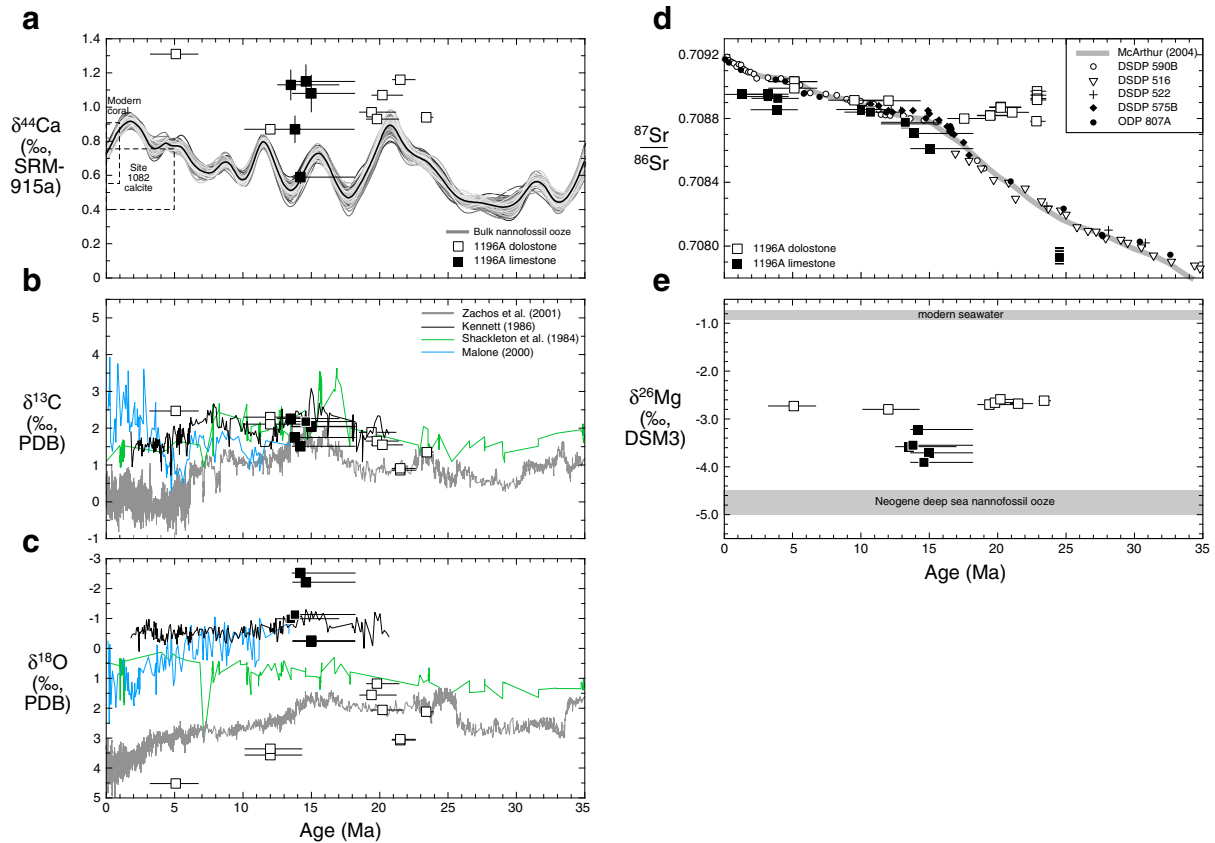 a
δ44Ca
(‰,
SRM-
915a)
1.4
1.2
1.0
0.8
0.6
0.4
0.2
0
Modern
coral
Site
1082
calcite
Bulk nannofossil ooze
1196A dolostone
1196A limestone
b
δ13C
(‰,
PDB)
5
4
3
2
1
0
-1
Zachos et al. (2001)
Kennett (1986)
Shackleton et al. (1984)
Malone (2000)
c
δ18O
(‰,
PDB)
-3
-2
-1
0
1
2
3
4
5
0 5 10 15 20 25 30 35
Age (Ma)
d
87Sr
86Sr
0.7092
0.7088
0.7084
0.7080
McArthur (2004)
DSDP 590B
DSDP 516
DSDP 522
DSDP 575B
ODP 807A
1196A dolostone
1196A limestone
e
δ26Mg
(‰,
DSM3)
-1.0
-2.0
-3.0
-4.0
-5.0
modern seawater
Neogene deep sea nannofossil ooze
0 5 10 15 20 25 30 35
Age (Ma)